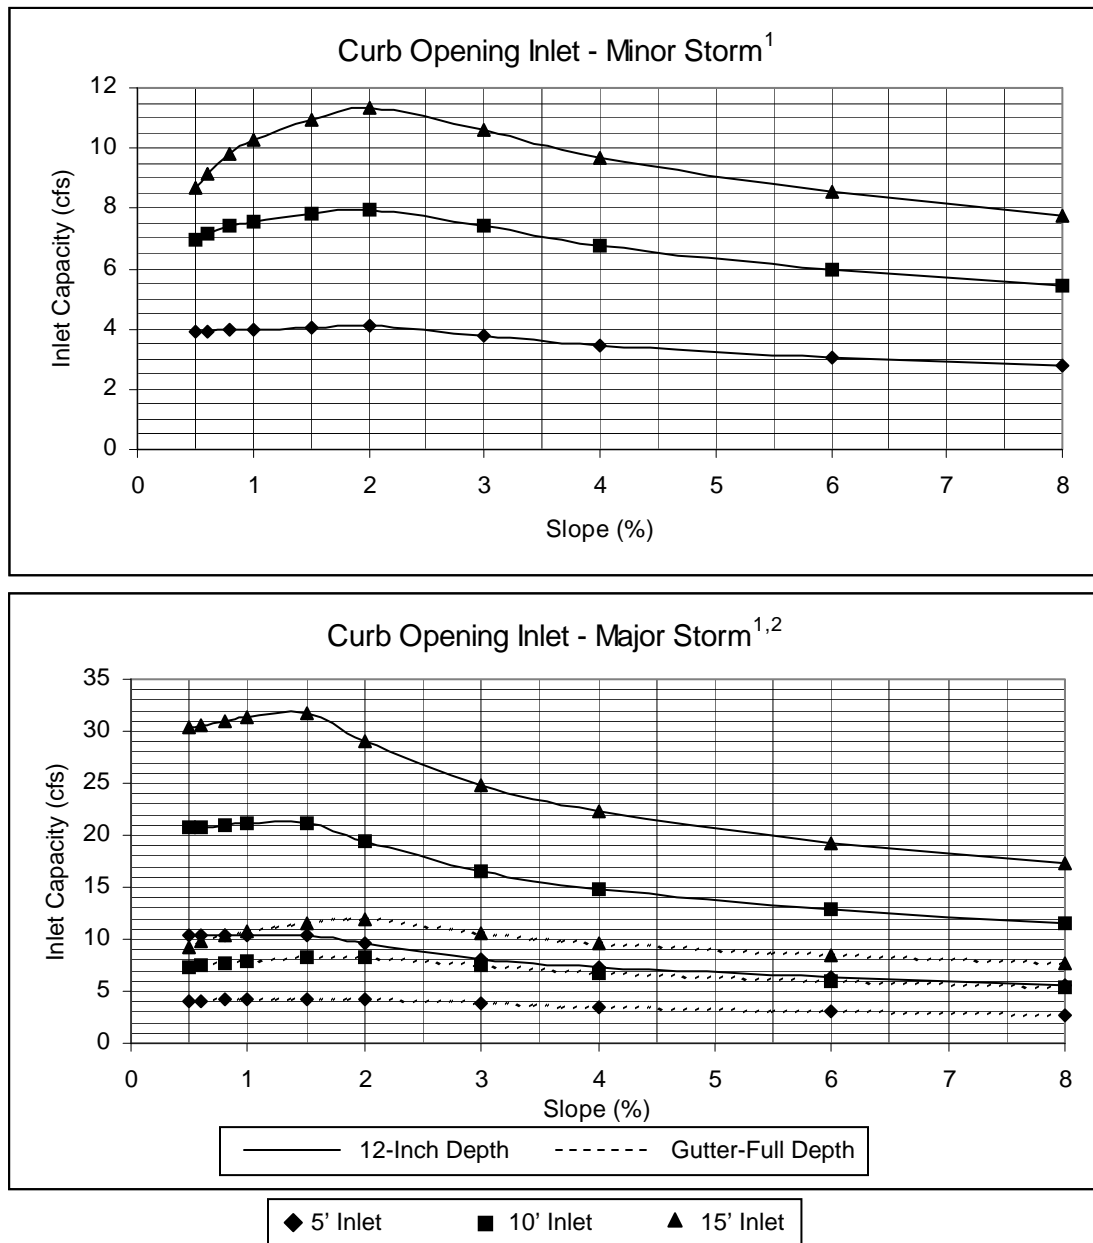 Curb Opening Inlet - Minor Storm1
12
10
8
6
4
2
0
Inlet Capacity (cfs)
0 1 2 3 4 5 6 7 8
Slope (%)
Curb Opening Inlet - Major Storm1,2
35
30
25
20
15
10
5
0
Inlet Capacity (cfs)
0 1 2 3 4 5 6 7 8
Slope (%)
12-Inch Depth Gutter-Full Depth
5' Inlet 10' Inlet 15' Inlet